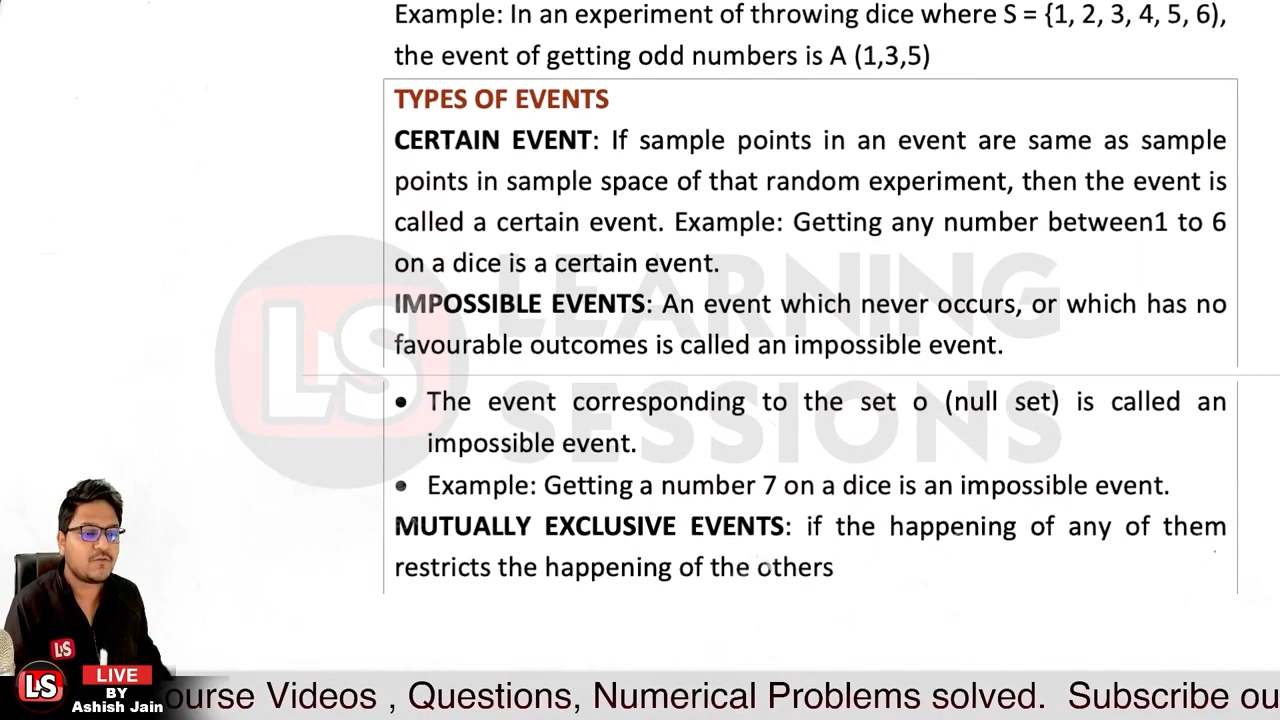 Example: In an experiment of throwing dice where S = {1, 2, 3, 4, 5, 6),
the event of getting odd numbers is A (1,3,5)
TYPES OF EVENTS
CERTAIN EVENT: If sample points in an event are same as sample
points in sample space of that random experiment, then the event is
called a certain event. Example: Getting any number between1 to 6
on a dice is a certain event.
IMPOSSIBLE EVENTS: An event which never occurs, or which has no
favourable outcomes is called an impossible event.
• The event corresponding to the set o (null set) is called an
impossible event.
• Example: Getting a number 7 on a dice is an impossible event.
MUTUALLY EXCLUSIVE EVENTS: if the happening of any of them
restricts the happening of the others
LS LEARNING
SESSIONS
LS
LS
LIVE
BY
Ashish Jain
ourse Videos , Questions, Numerical Problems solved. Subscribe ou